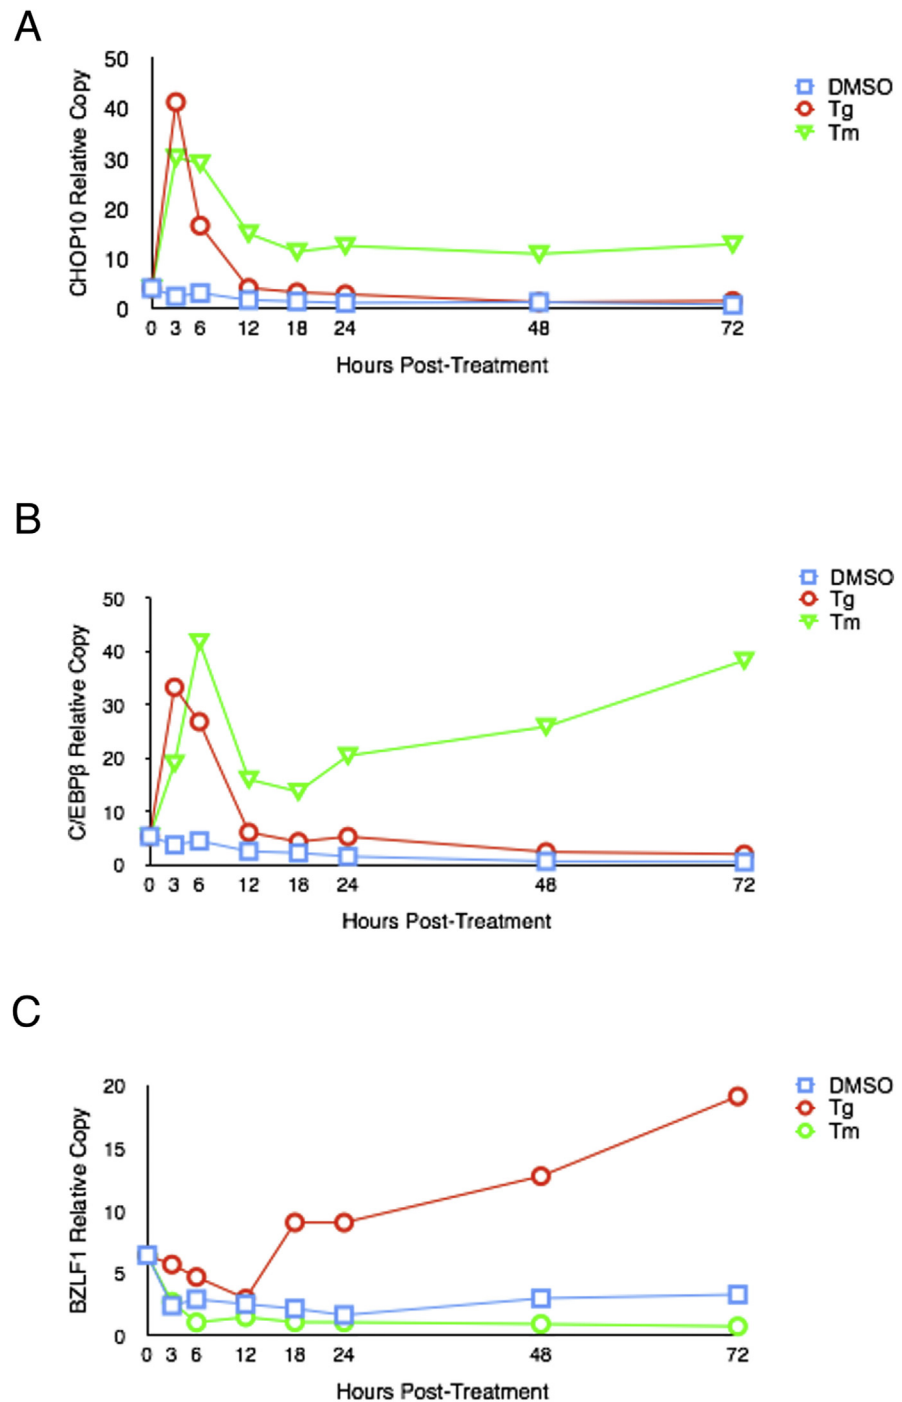 A
CHOP10 Relative Copy
50
40
30
20
10
0
0 3 6 12 18 24 48 72
Hours Post-Treatment
DMSO
Tg
Tm
B
C/EBPβ Relative Copy
50
40
30
20
10
0
0 3 6 12 18 24 48 72
Hours Post-Treatment
DMSO
Tg
Tm
C
BZLF1 Relative Copy
20
15
10
5
0
0 3 6 12 18 24 48 72
Hours Post-Treatment
DMSO
Tg
Tm